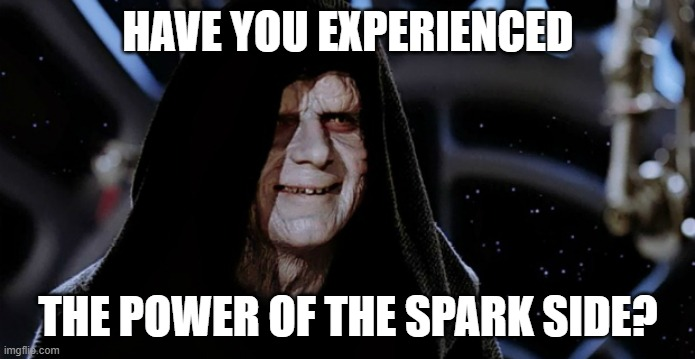 HAVE YOU EXPERIENCED
THE POWER OF THE SPARK SIDE?
imgflip.com